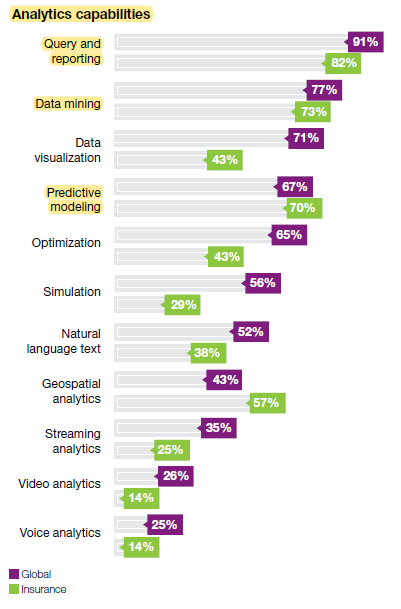 Analytics capabilities
Query and
reporting
91%
82%
Data mining
77%
73%
Data
visualization
71%
43%
Predictive
modeling
67%
70%
Optimization
65%
43%
Simulation
56%
29%
Natural
language text
52%
38%
Geospatial
analytics
43%
57%
Streaming
analytics
35%
25%
Video analytics
26%
14%
Voice analytics
25%
14%
Global
Insurance